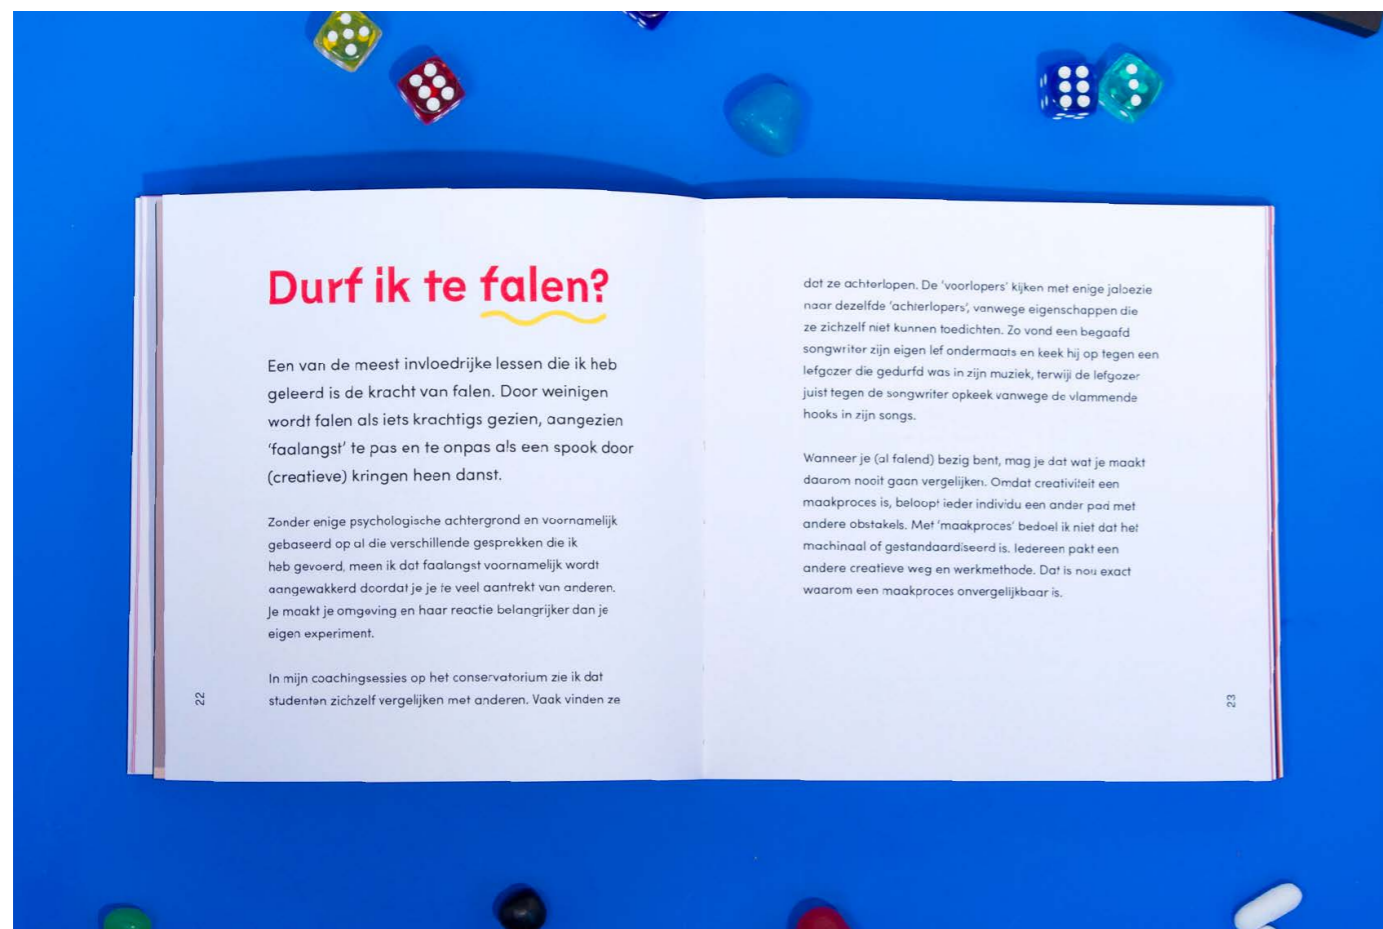 Durf ik te falen?
Een van de meest invloedrijke lessen die ik heb
geleerd is de kracht van falen. Door weinigen
wordt falen als iets krachtigs gezien, aangezien
‘faalangst’ te pas en te onpas als een spook door
(creatieve) kringen heen danst.
Zonder enige psychologische achtergrond en voornamelijk
gebaseerd op al die verschillende gesprekken die ik
heb gevoerd, meen ik dat faalangst voornamelijk wordt
aangewakkerd doordat je je te veel aantrekt van anderen.
Je maakt je omgeving en haar reactie belangrijker dan je
eigen experiment.
In mijn coachingsessies op het conservatorium zie ik dat
studenten zichzelf vergelijken met anderen. Vaak vinden ze
22
dat ze achterlopen. De ‘voorlopers’ kijken met enige jaloezie
naar dezelfde ‘achterlopers’, vanwege eigenschappen die
ze zichzelf niet kunnen toedichten. Zo vond een begaafd
songwriter zijn eigen lef ondermaats en keek hij op tegen een
lefgozer die gedurfd was in zijn muziek, terwijl de lefgozer
juist tegen de songwriter opkeek vanwege de vlammende
hooks in zijn songs.
Wanneer je (al falend) bezig bent, mag je dat wat je maakt
daarom nooit gaan vergelijken. Omdat creativiteit een
maakproces is, beloopt ieder individu een ander pad met
andere obstakels. Met ‘maakproces’ bedoel ik niet dat het
machinaal of gestandaardiseerd is. Iedereen pakt een
andere creatieve weg en werkmethode. Dat is nou exact
waarom een maakproces onvergelijkbaar is.
23